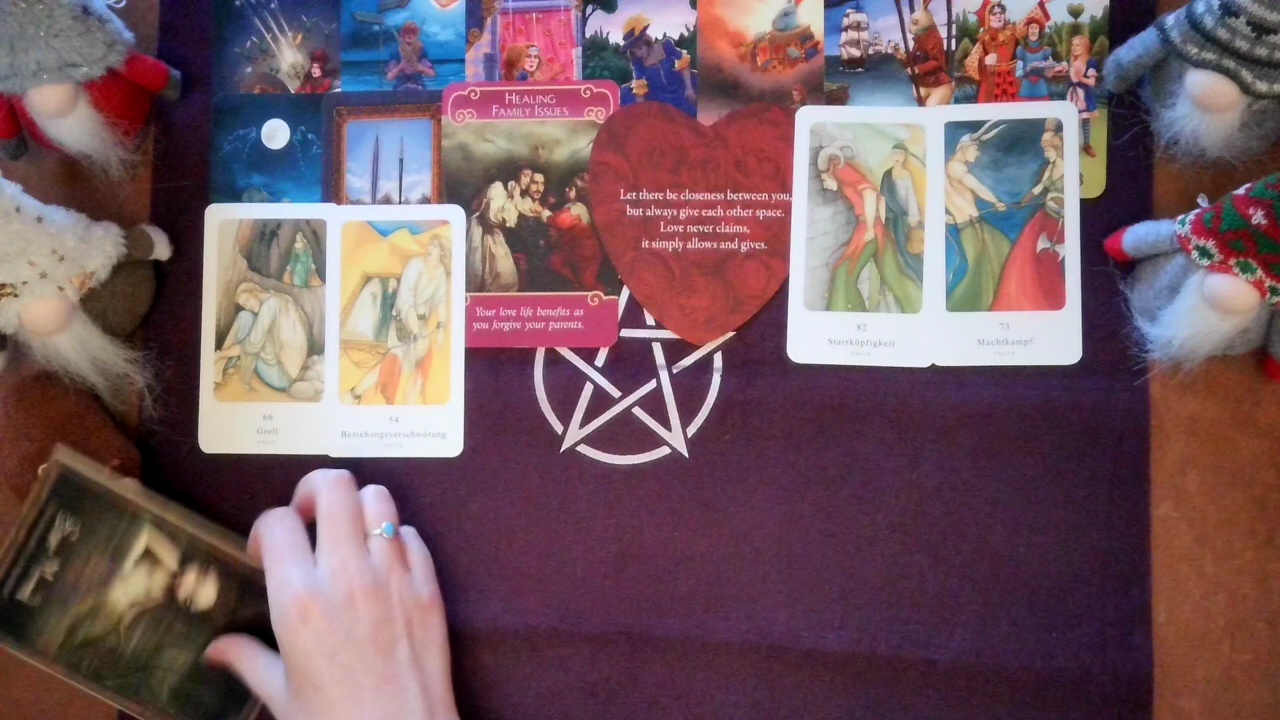 HEALING
FAMILY ISSUES
Your love life benefits as
you forgive your parents.
Let there be closeness between you,
but always give each other space.
Love never claims,
it simply allows and gives.
66
Groll
54
Beziehungsverschwörung
82
Starrköpfigkeit
73
Machtkampf